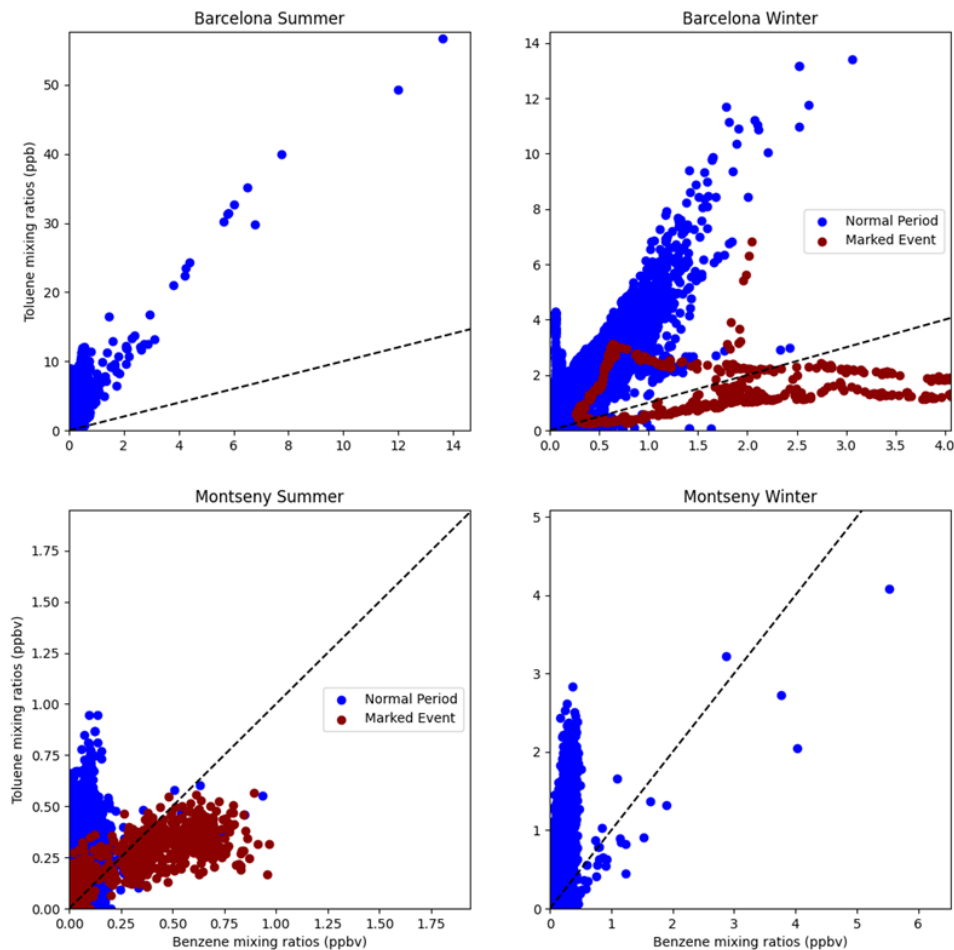 Barcelona Summer
Toluene mixing ratios (ppb)
50
40
30
20
10
0
0 2 4 6 8 10 12 14
Barcelona Winter
14
12
10
8
6
4
2
0
Normal Period
Marked Event
0.0 0.5 1.0 1.5 2.0 2.5 3.0 3.5 4.0
Montseny Summer
Toluene mixing ratios (ppbv)
1.75
1.50
1.25
1.00
0.75
0.50
0.25
0.00
Normal Period
Marked Event
0.00 0.25 0.50 0.75 1.00 1.25 1.50 1.75
Benzene mixing ratios (ppbv)
Montseny Winter
5
4
3
2
1
0
0 1 2 3 4 5 6
Benzene mixing ratios (ppbv)